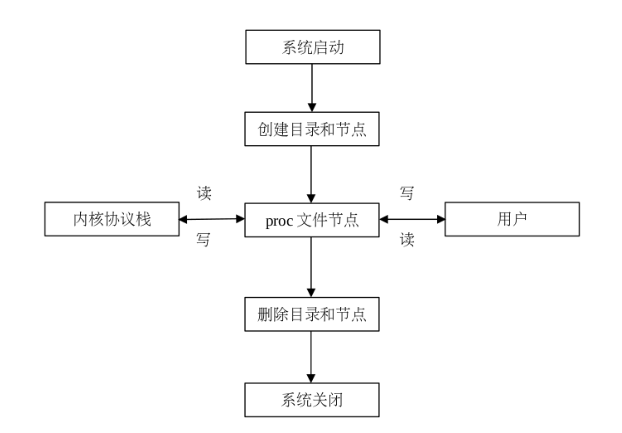 系统启动
创建目录和节点
读
写
内核协议栈
proc 文件节点
用户
写
读
删除目录和节点
系统关闭